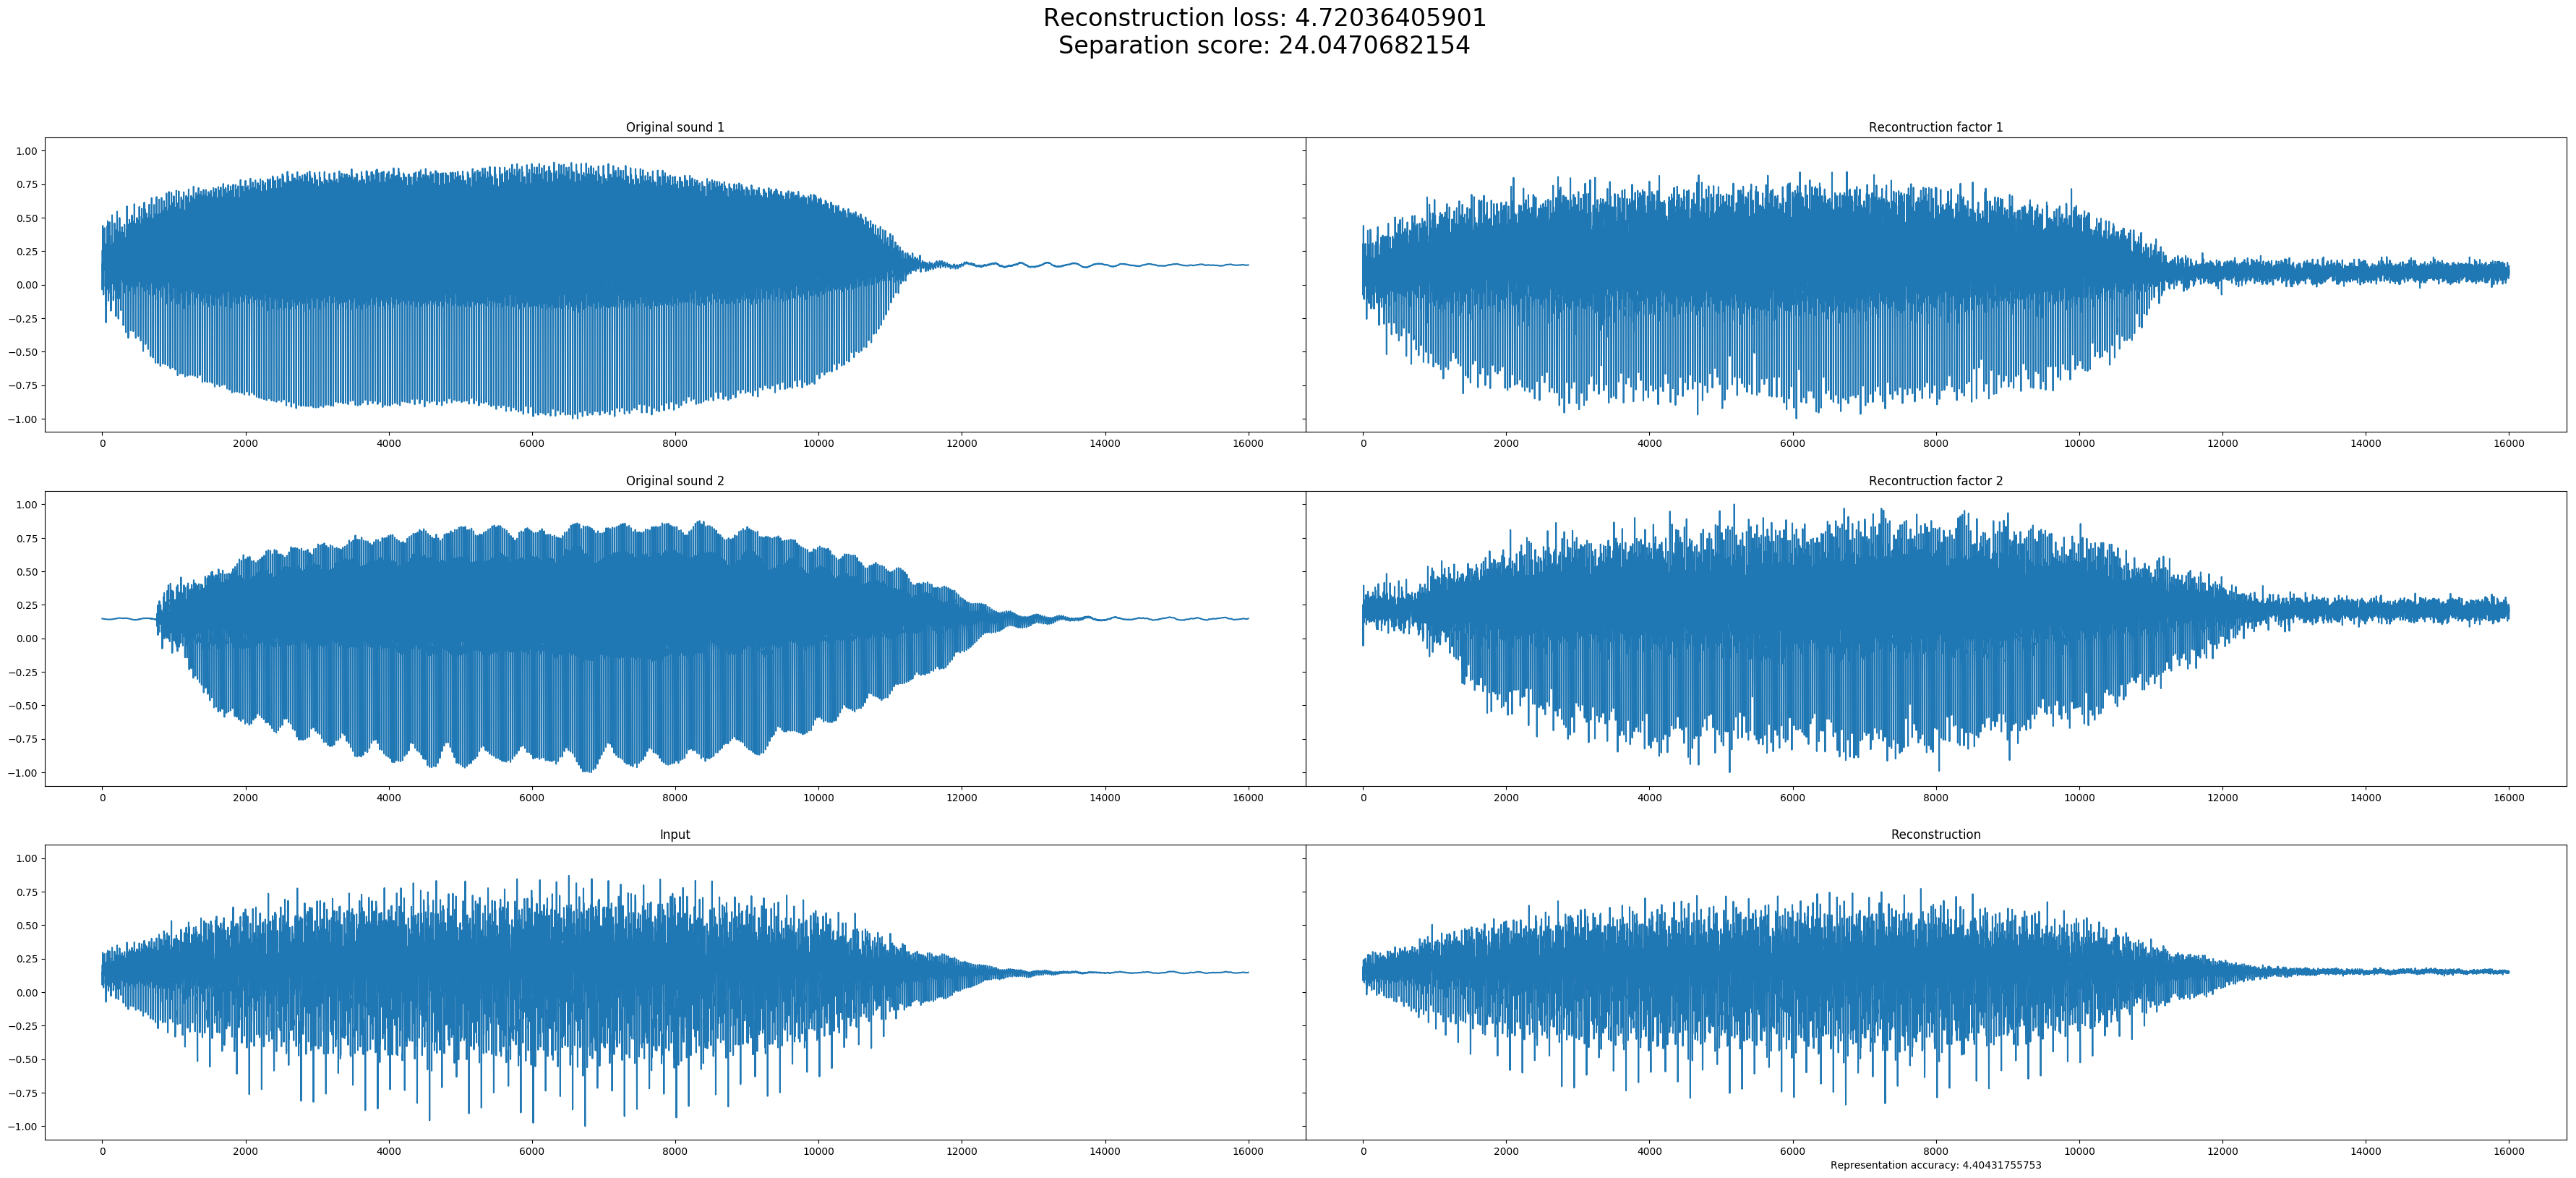 Reconstruction loss: 4.72036405901
Separation score: 24.0470682154
Original sound 1
Recontruction factor 1
1.00
0.75
0.50
0.25
0.00
−0.25
−0.50
−0.75
−1.00
0 2000 4000 6000 8000 10000 12000 14000 16000
0 2000 4000 6000 8000 10000 12000 14000 16000
Original sound 2
Recontruction factor 2
1.00
0.75
0.50
0.25
0.00
−0.25
−0.50
−0.75
−1.00
0 2000 4000 6000 8000 10000 12000 14000 16000
0 2000 4000 6000 8000 10000 12000 14000 16000
Input
Reconstruction
1.00
0.75
0.50
0.25
0.00
−0.25
−0.50
−0.75
−1.00
0 2000 4000 6000 8000 10000 12000 14000 16000
0 2000 4000 6000 8000 10000 12000 14000 16000
Representation accuracy: 4.40431755753